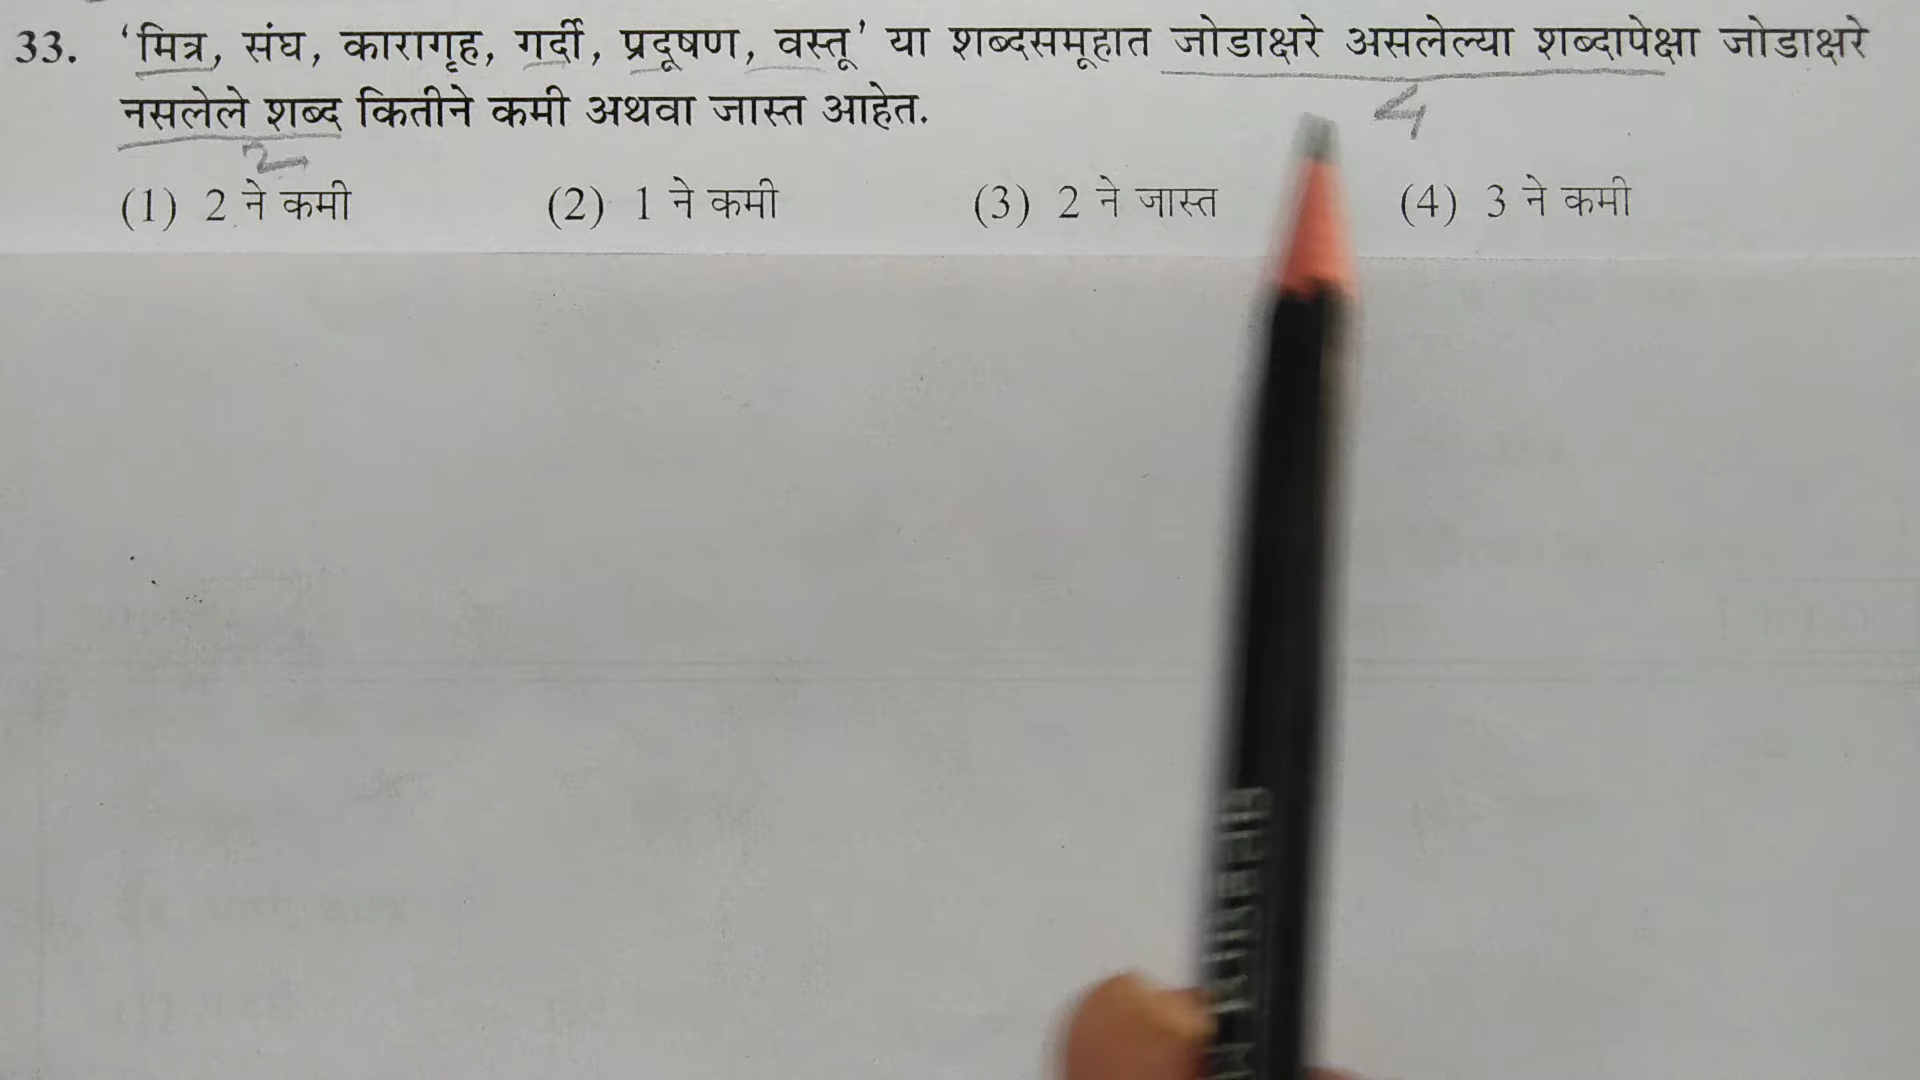 33. 'मित्र, संघ, कारागृह, गर्दी, प्रदूषण, वस्तू' या शब्दसमूहात जोडाक्षरे असलेल्या शब्दापेक्षा जोडाक्षरे
नसलेले शब्द कितीने कमी अथवा जास्त आहेत.
4
2
(1) 2 ने कमी (2) 1 ने कमी (3) 2 ने जास्त (4) 3 ने कमी